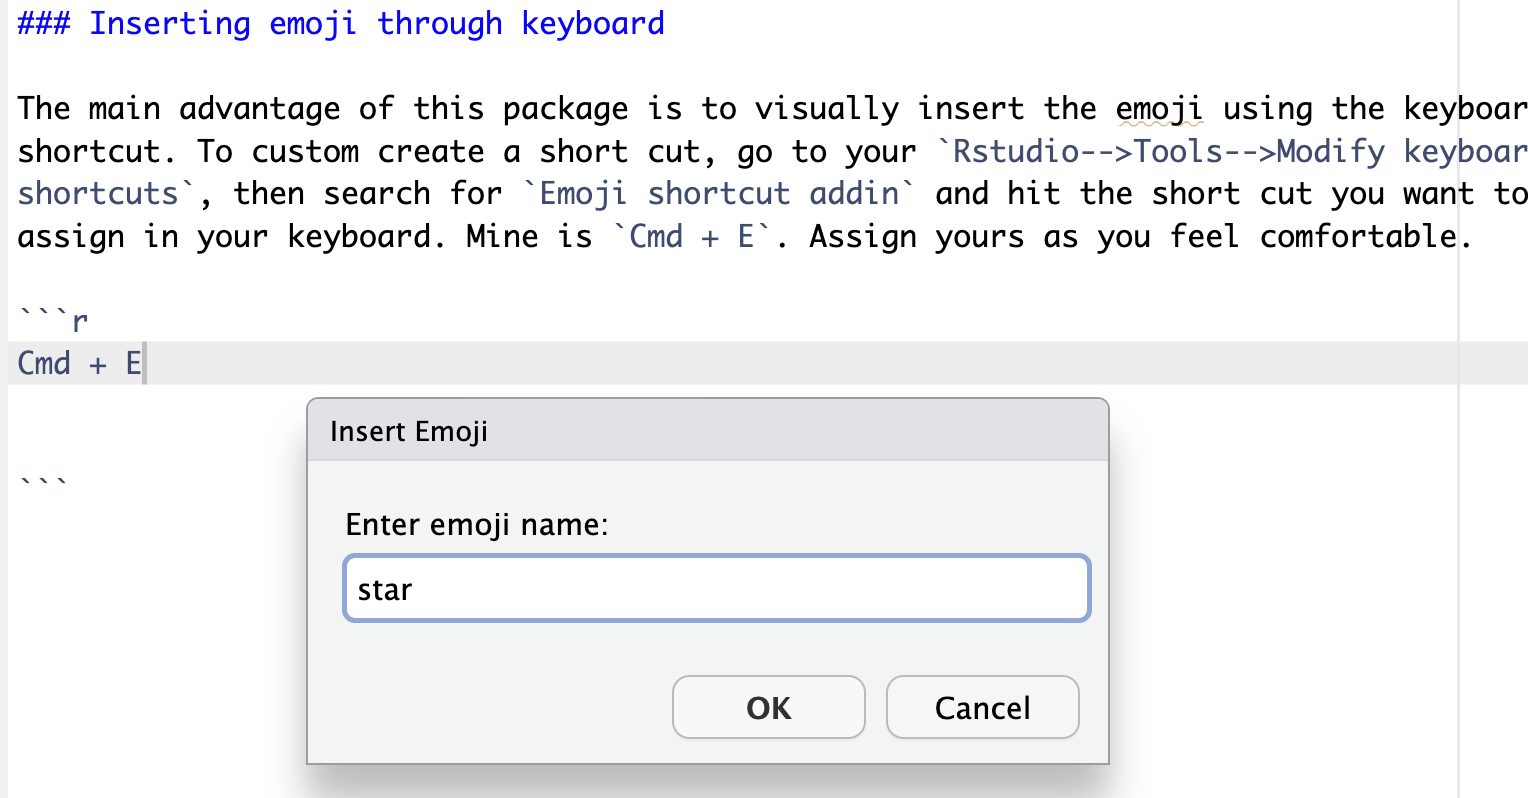 ### Inserting emoji through keyboard
The main advantage of this package is to visually insert the emoji using the keyboar
shortcut. To custom create a short cut, go to your `Rstudio-->Tools-->Modify keyboar
shortcuts`, then search for `Emoji shortcut addin` and hit the short cut you want to
assign in your keyboard. Mine is `Cmd + E`. Assign yours as you feel comfortable.
```r
Cmd + E
```
Insert Emoji
Enter emoji name:
star
OK
Cancel